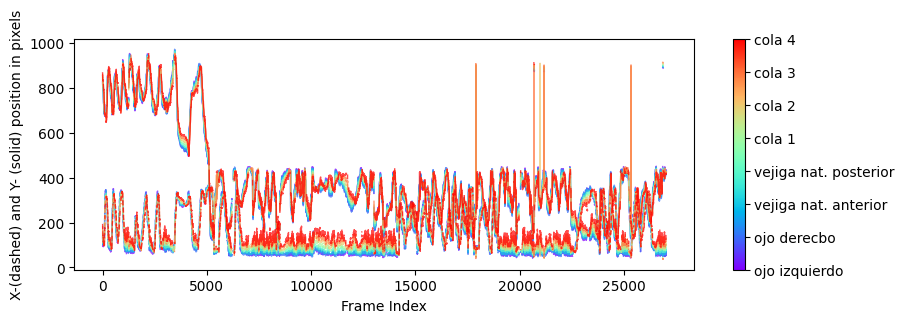 X-(dashed) and Y- (solid) position in pixels
1000
800
600
400
200
0
0 5000 10000 15000 20000 25000
Frame Index
cola 4
cola 3
cola 2
cola 1
vejiga nat. posterior
vejiga nat. anterior
ojo derecbo
ojo izquierdo